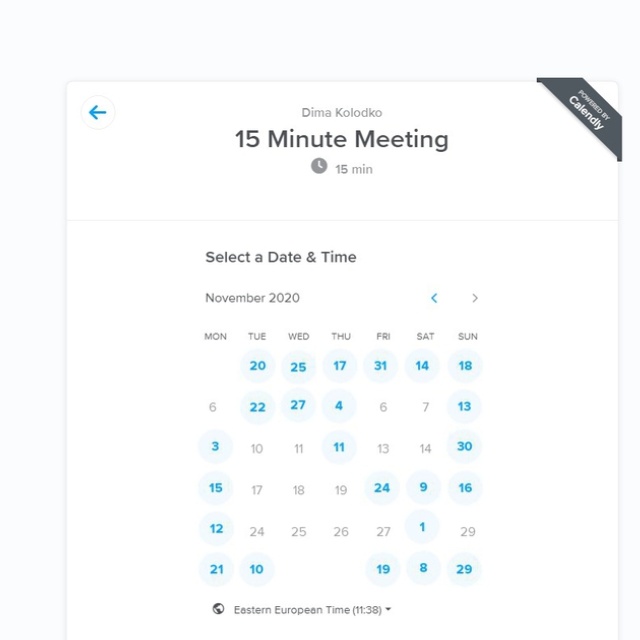 POWERED BY
Calendly
Dima Kolodko
15 Minute Meeting
15 min
Select a Date & Time
November 2020
MON TUE WED THU FRI SAT SUN
20 25 17 31 14 18
6 22 27 4 6 7 13
3 10 11 11 13 14 30
15 17 18 19 24 9 16
12 24 25 26 27 1 29
21 10 19 8 29
Eastern European Time (11:38)